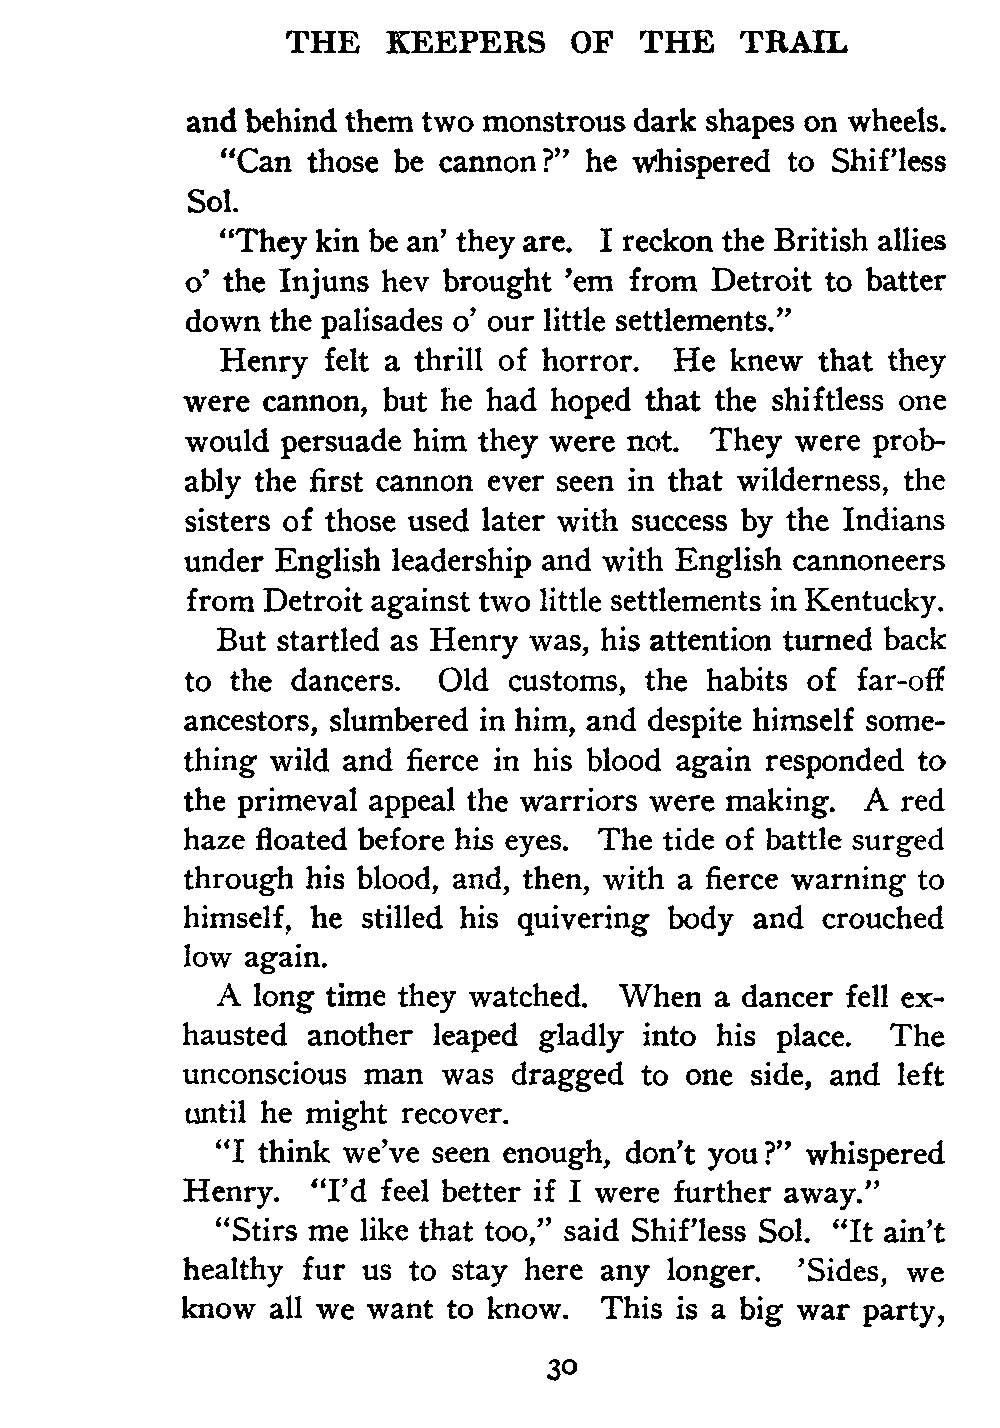 THE KEEPERS OF THE TRAIL
and behind them two monstrous dark shapes on wheels.
"Can those be cannon?" he whispered to Shif'less
Sol.
"They kin be an' they are. I reckon the British allies
o' the Injuns hev brought 'em from Detroit to batter
down the palisades o' our little settlements."
Henry felt a thrill of horror. He knew that they
were cannon, but he had hoped that the shiftless one
would persuade him they were not. They were prob-
ably the first cannon ever seen in that wilderness, the
sisters of those used later with success by the Indians
under English leadership and with English cannoneers
from Detroit against two little settlements in Kentucky.
But startled as Henry was, his attention turned back
to the dancers. Old customs, the habits of far-off
ancestors, slumbered in him, and despite himself some-
thing wild and fierce in his blood again responded to
the primeval appeal the warriors were making. A red
haze floated before his eyes. The tide of battle surged
through his blood, and, then, with a fierce warning to
himself, he stilled his quivering body and crouched
low again.
A long time they watched. When a dancer fell ex-
hausted another leaped gladly into his place. The
unconscious man was dragged to one side, and left
until he might recover.
"I think we've seen enough, don't you?" whispered
Henry. "I'd feel better if I were further away."
"Stirs me like that too," said Shif'less Sol. "It ain't
healthy fur us to stay here any longer. 'Sides, we
know all we want to know. This is a big war party,
30